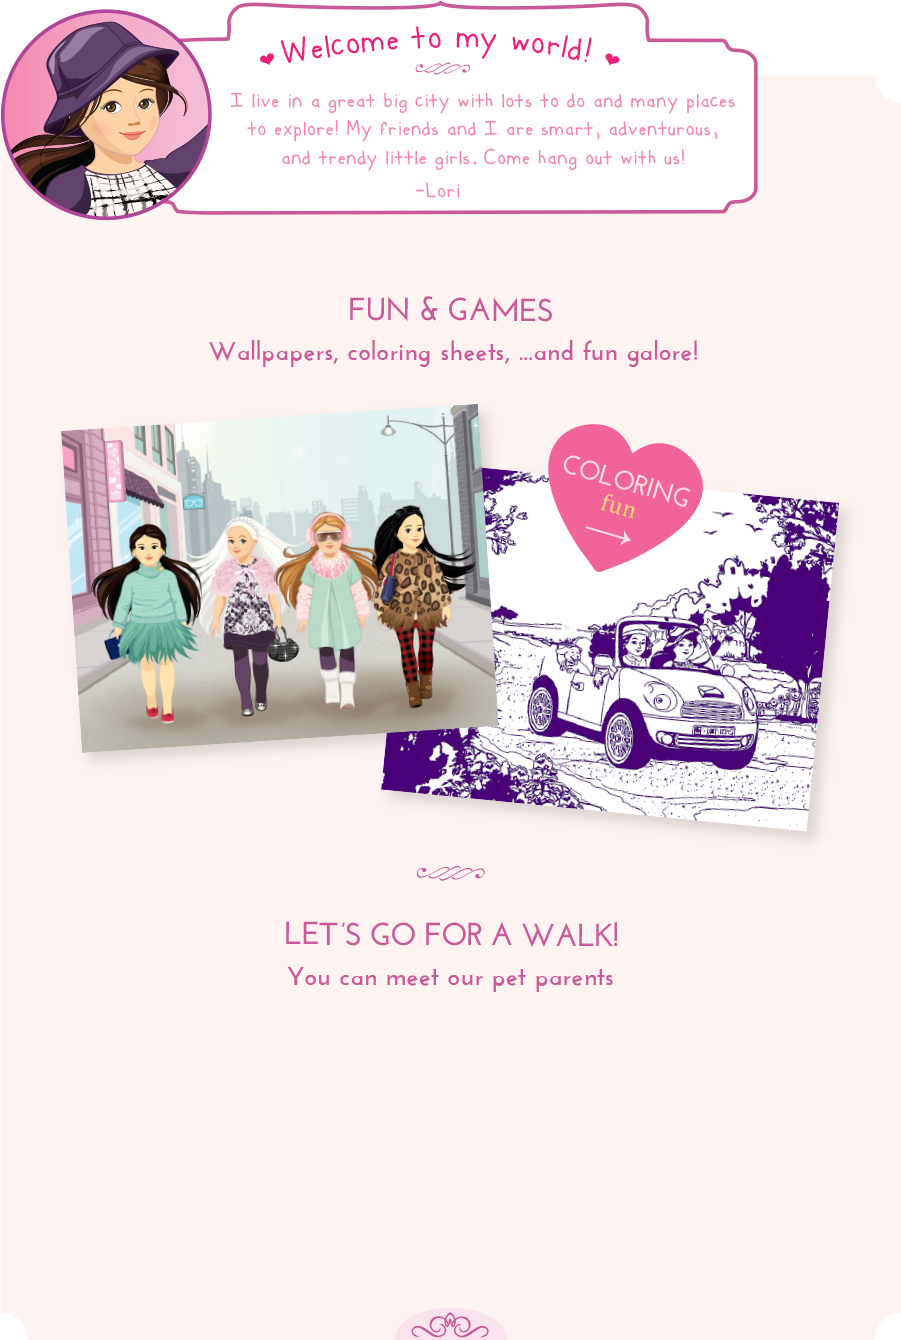 Welcome to my world!
I live in a great big city with lots to do and many places
to explore! My friends and I are smart, adventurous,
and trendy little girls. Come hang out with us!
-Lori
FUN & GAMES
Wallpapers, coloring sheets, ...and fun galore!
COLORING
fun
LET'S GO FOR A WALK!
You can meet our pet parents